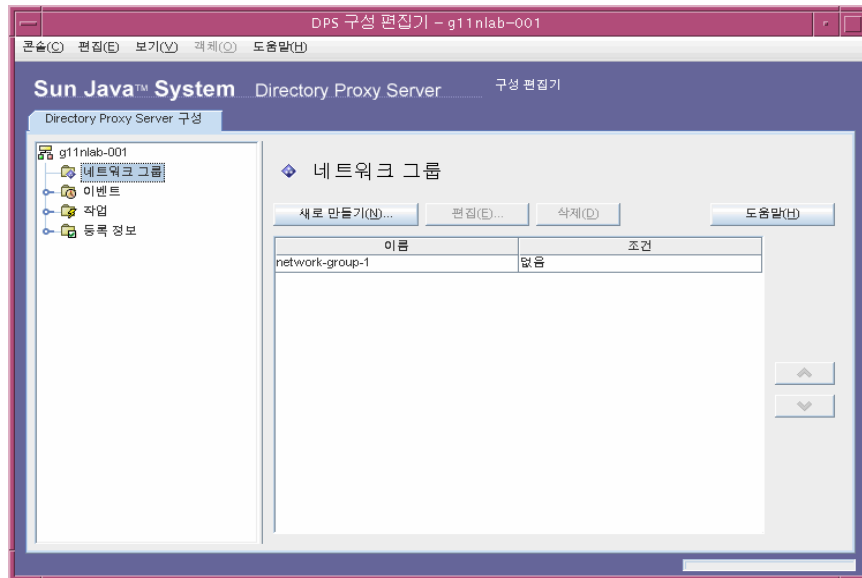 DPS 구성 편집기 – g11nlab–001
콘솔(C) 편집(E) 보기(V) 객체(O) 도움말(H)
Sun Java™ System Directory Proxy Server 구성 편집기
Directory Proxy Server 구성
g11nlab-001
네트워크 그룹
이벤트
작업
등록 정보
네트워크 그룹
새로 만들기(N)... 편집(E)... 삭제(D) 도움말(H)
이름 조건
network-group-1 없음